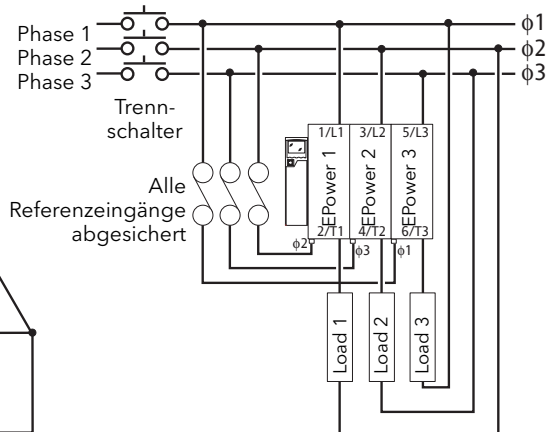 Phase 1
Phase 2
Phase 3
ϕ1
ϕ2
ϕ3
Trenn-
schalter
Alle
Referenzeingänge
abgesichert
1/L1
3/L2
5/L3
EPower 1
EPower 2
EPower 3
2/T1
4/T2
6/T3
ϕ2
ϕ3
ϕ1
Load 1
Load 2
Load 3